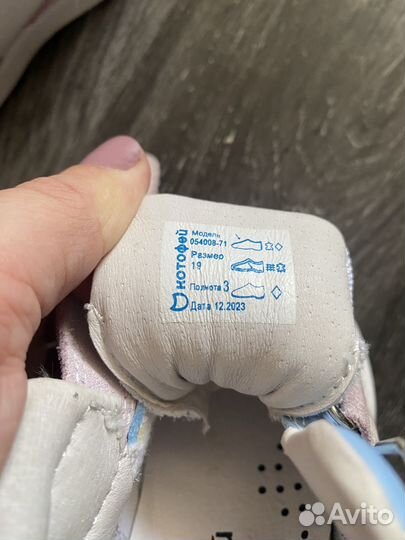 котофей
Модель
054008-71
Размер
19
Полнота 3
Дата 12.2023
Avito